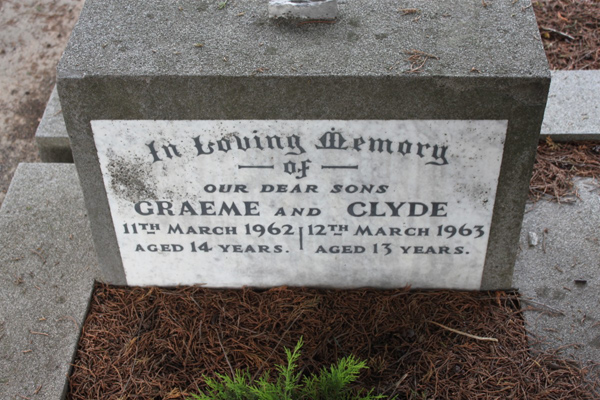 In Loving Memory
of
OUR DEAR SONS
GRAEME AND CLYDE
11TH MARCH 1962 12TH MARCH 1963
AGED 14 YEARS. AGED 13 YEARS.